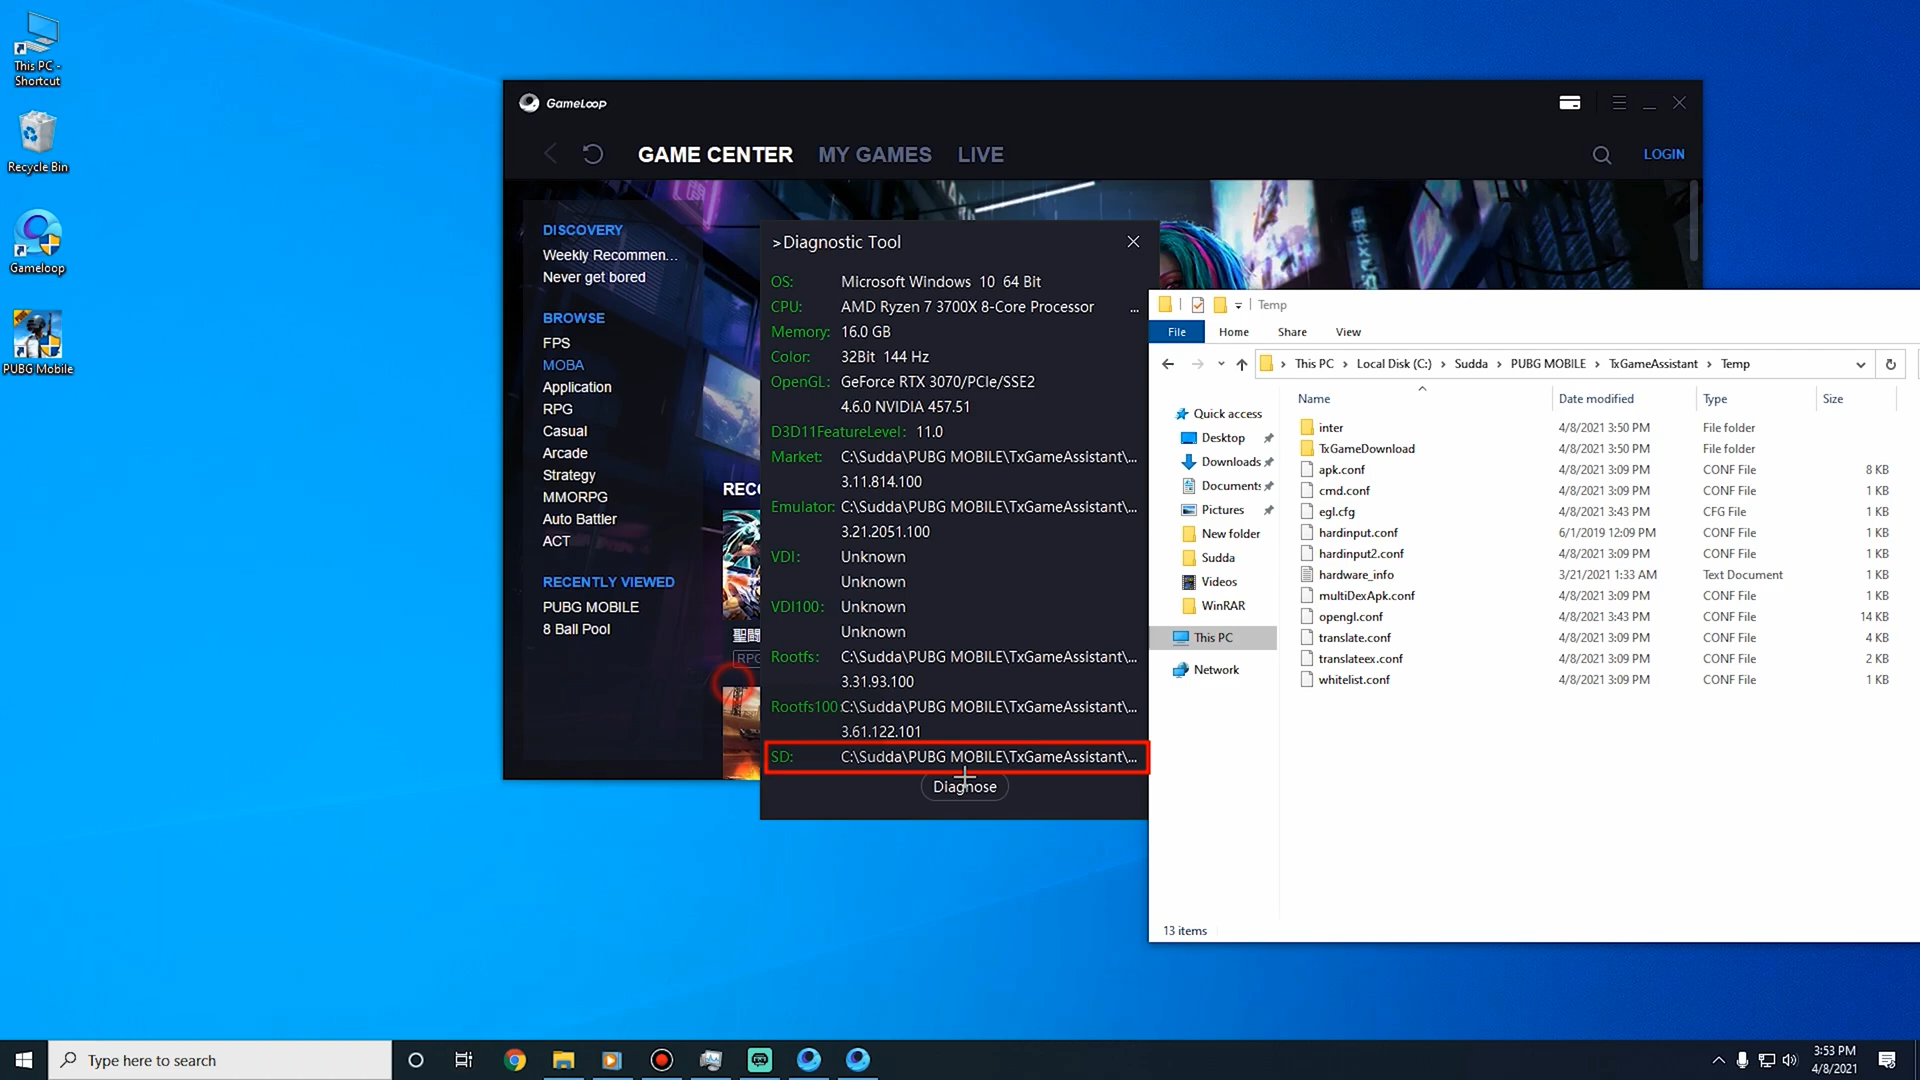 This PC -
Shortcut
Recycle Bin
Gameloop
PUBG Mobile
GameLoop
GAME CENTER
MY GAMES
LIVE
LOGIN
DISCOVERY
Weekly Recommen...
Never get bored
BROWSE
FPS
MOBA
Application
RPG
Casual
Arcade
Strategy
MMORPG
Auto Battler
ACT
RECENTLY VIEWED
PUBG MOBILE
8 Ball Pool
RECO
RPG
>Diagnostic Tool
OS: Microsoft Windows 10 64 Bit
CPU: AMD Ryzen 7 3700X 8-Core Processor ...
Memory: 16.0 GB
Color: 32Bit 144 Hz
OpenGL: GeForce RTX 3070/PCIe/SSE2
4.6.0 NVIDIA 457.51
D3D11FeatureLevel: 11.0
Market: C:\Sudda\PUBG MOBILE\TxGameAssistant\...
3.11.814.100
Emulator: C:\Sudda\PUBG MOBILE\TxGameAssistant\...
3.21.2051.100
VDI: Unknown
Unknown
VDI100: Unknown
Unknown
Rootfs: C:\Sudda\PUBG MOBILE\TxGameAssistant\...
3.31.93.100
Rootfs100: C:\Sudda\PUBG MOBILE\TxGameAssistant\...
3.61.122.101
SD: C:\Sudda\PUBG MOBILE\TxGameAssistant\...
Diagnose
Temp
File Home Share View
This PC > Local Disk (C:) > Sudda > PUBG MOBILE > TxGameAssistant > Temp
Quick access
Desktop
Downloads
Documents
Pictures
New folder
Sudda
Videos
WinRAR
This PC
Network
Name Date modified Type Size
inter 4/8/2021 3:50 PM File folder
TxGameDownload 4/8/2021 3:50 PM File folder
apk.conf 4/8/2021 3:09 PM CONF File 8 KB
cmd.conf 4/8/2021 3:09 PM CONF File 1 KB
egl.cfg 4/8/2021 3:43 PM CFG File 1 KB
hardinput.conf 6/1/2019 12:09 PM CONF File 1 KB
hardinput2.conf 4/8/2021 3:09 PM CONF File 1 KB
hardware_info 3/21/2021 1:33 AM Text Document 1 KB
multiDexApk.conf 4/8/2021 3:09 PM CONF File 1 KB
opengl.conf 4/8/2021 3:43 PM CONF File 14 KB
translate.conf 4/8/2021 3:09 PM CONF File 4 KB
translateex.conf 4/8/2021 3:09 PM CONF File 2 KB
whitelist.conf 4/8/2021 3:09 PM CONF File 1 KB
13 items
Type here to search
3:53 PM
4/8/2021